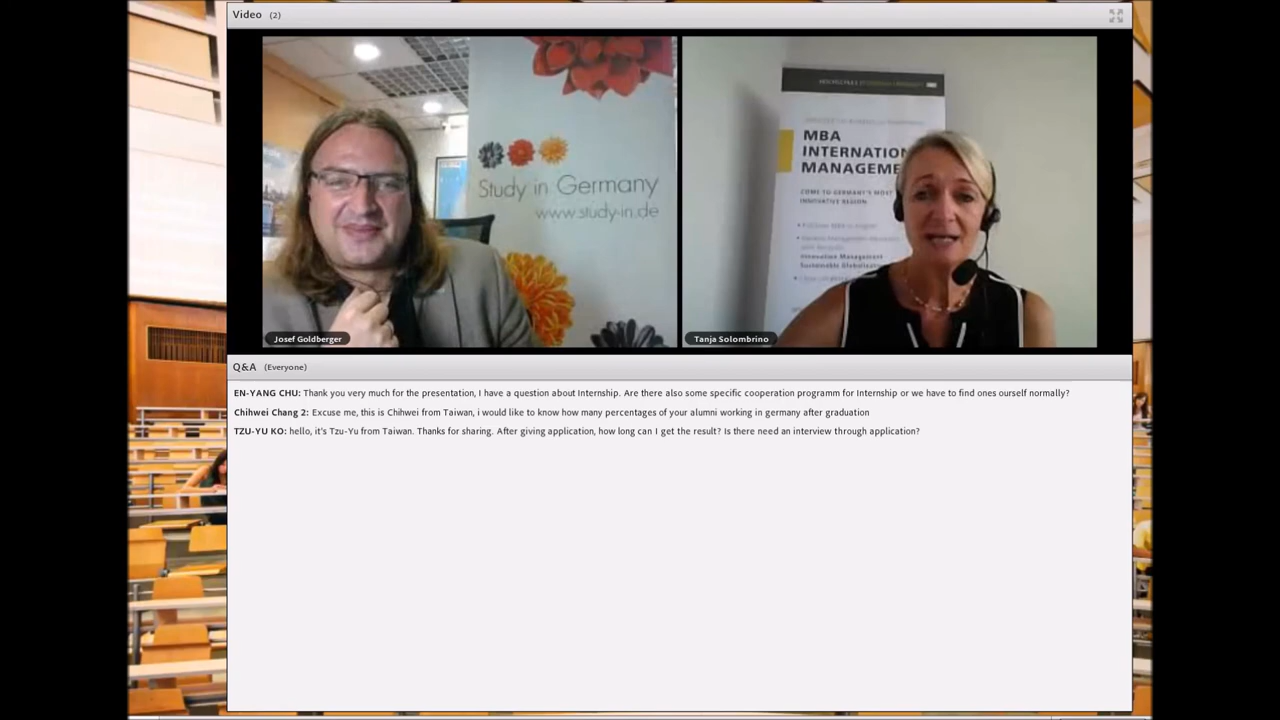 Video (2)
Study in Germany
www.study-in.de
MBA
INTERNATION
MANAGEME
COME TO GERMANY'S MOST
INNOVATIVE REGION
Josef Goldberger
Tanja Solombrino
Q&A (Everyone)
EN-YANG CHU: Thank you very much for the presentation, I have a question about Internship. Are there also some specific cooperation programm for Internship or we have to find ones ourself normally?
Chihwei Chang 2: Excuse me, this is Chihwei from Taiwan, i would like to know how many percentages of your alumni working in germany after graduation
TZU-YU KO: hello, it's Tzu-Yu from Taiwan. Thanks for sharing. After giving application, how long can I get the result? Is there need an interview through application?